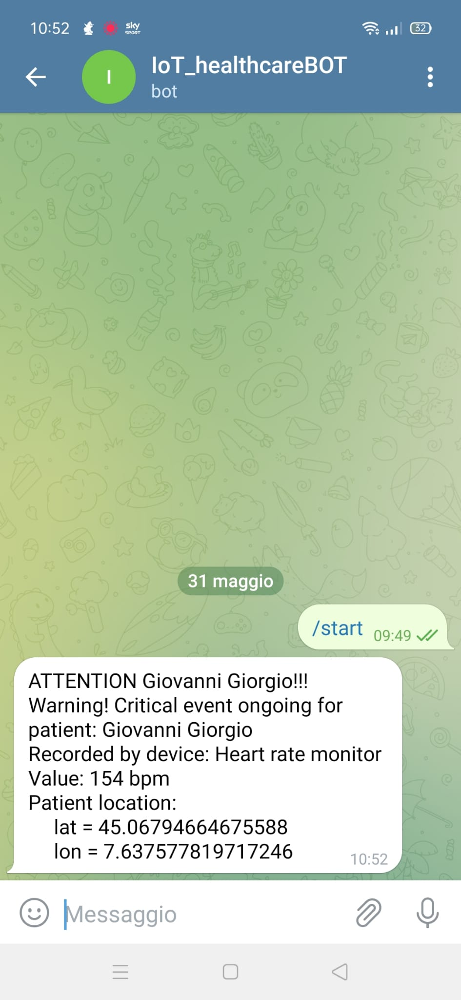 10:52 sky SPORT 32
I
IoT_healthcareBOT
bot
31 maggio
/start 09:49
ATTENTION Giovanni Giorgio!!!
Warning! Critical event ongoing for
patient: Giovanni Giorgio
Recorded by device: Heart rate monitor
Value: 154 bpm
Patient location:
lat = 45.06794664675588
lon = 7.637577819717246
10:52
Messaggio